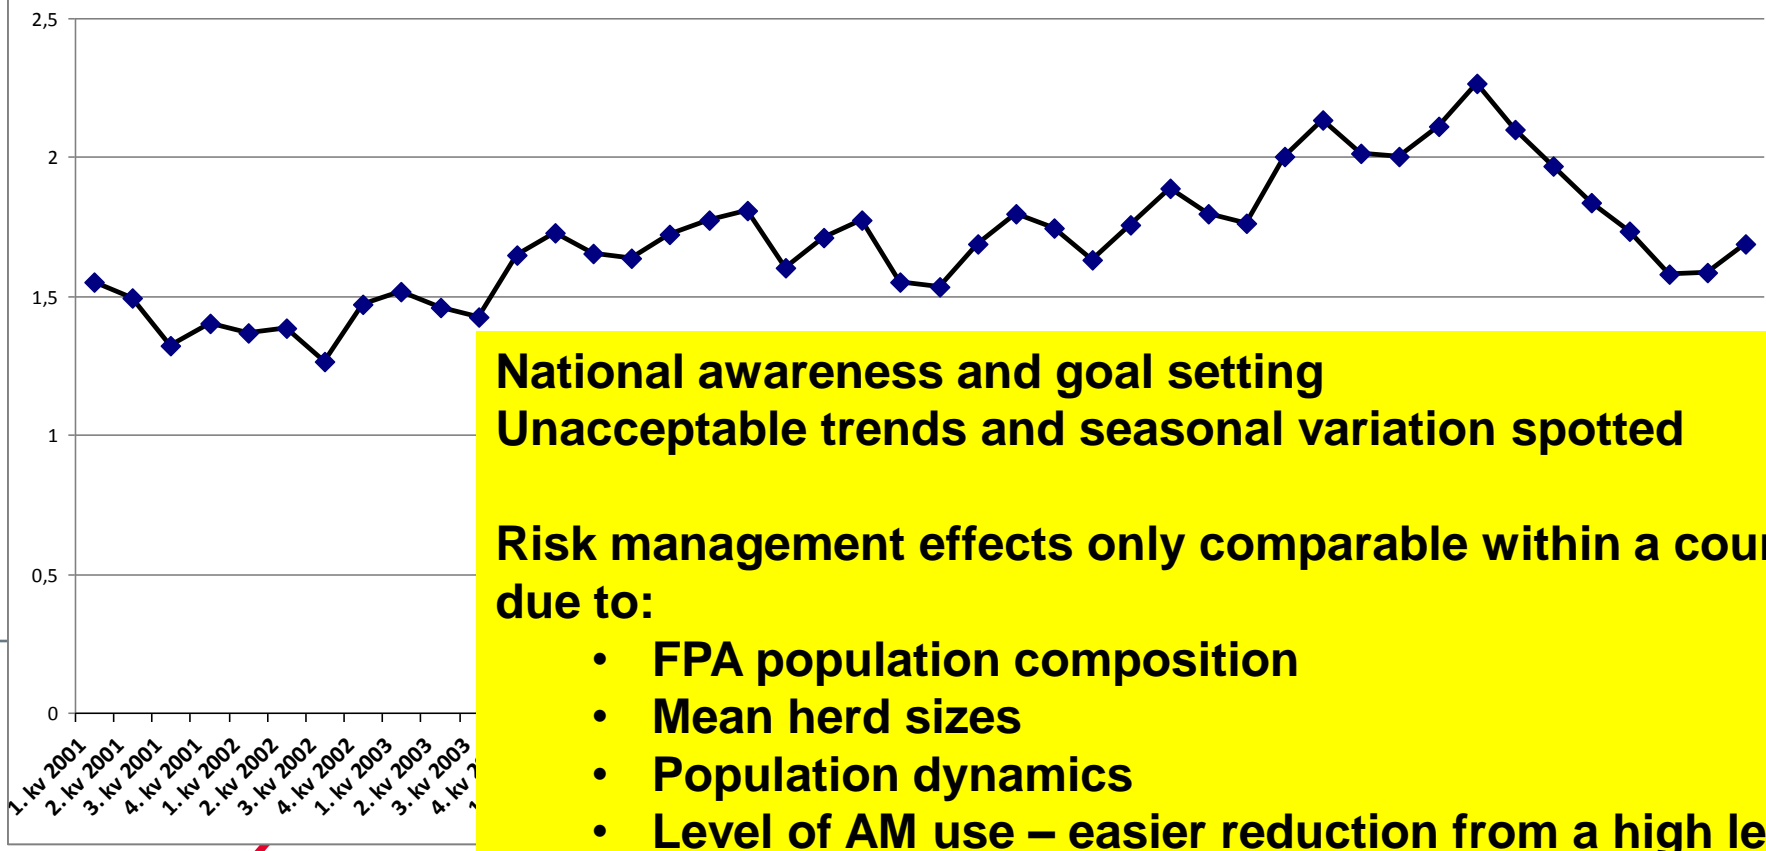 2,5
2
1,5
1
0,5
0
1. kv 2001
2. kv 2001
3. kv 2001
4. kv 2001
1. kv 2002
2. kv 2002
3. kv 2002
4. kv 2002
1. kv 2003
2. kv 2003
3. kv 2003
4. kv
National awareness and goal setting
Unacceptable trends and seasonal variation spotted
Risk management effects only comparable within a
due to:
• FPA population composition
• Mean herd sizes
• Population dynamics
• Level of AM use – easier reduction from a high